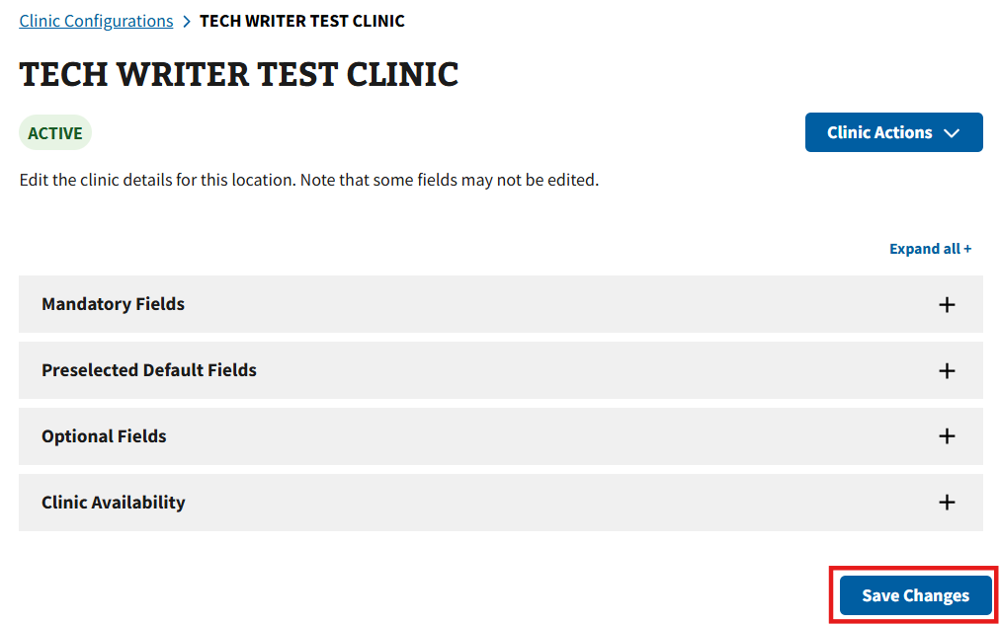 Clinic Configurations > TECH WRITER TEST CLINIC
TECH WRITER TEST CLINIC
ACTIVE
Clinic Actions
Edit the clinic details for this location. Note that some fields may not be edited.
Expand all +
Mandatory Fields +
Preselected Default Fields +
Optional Fields +
Clinic Availability +
Save Changes